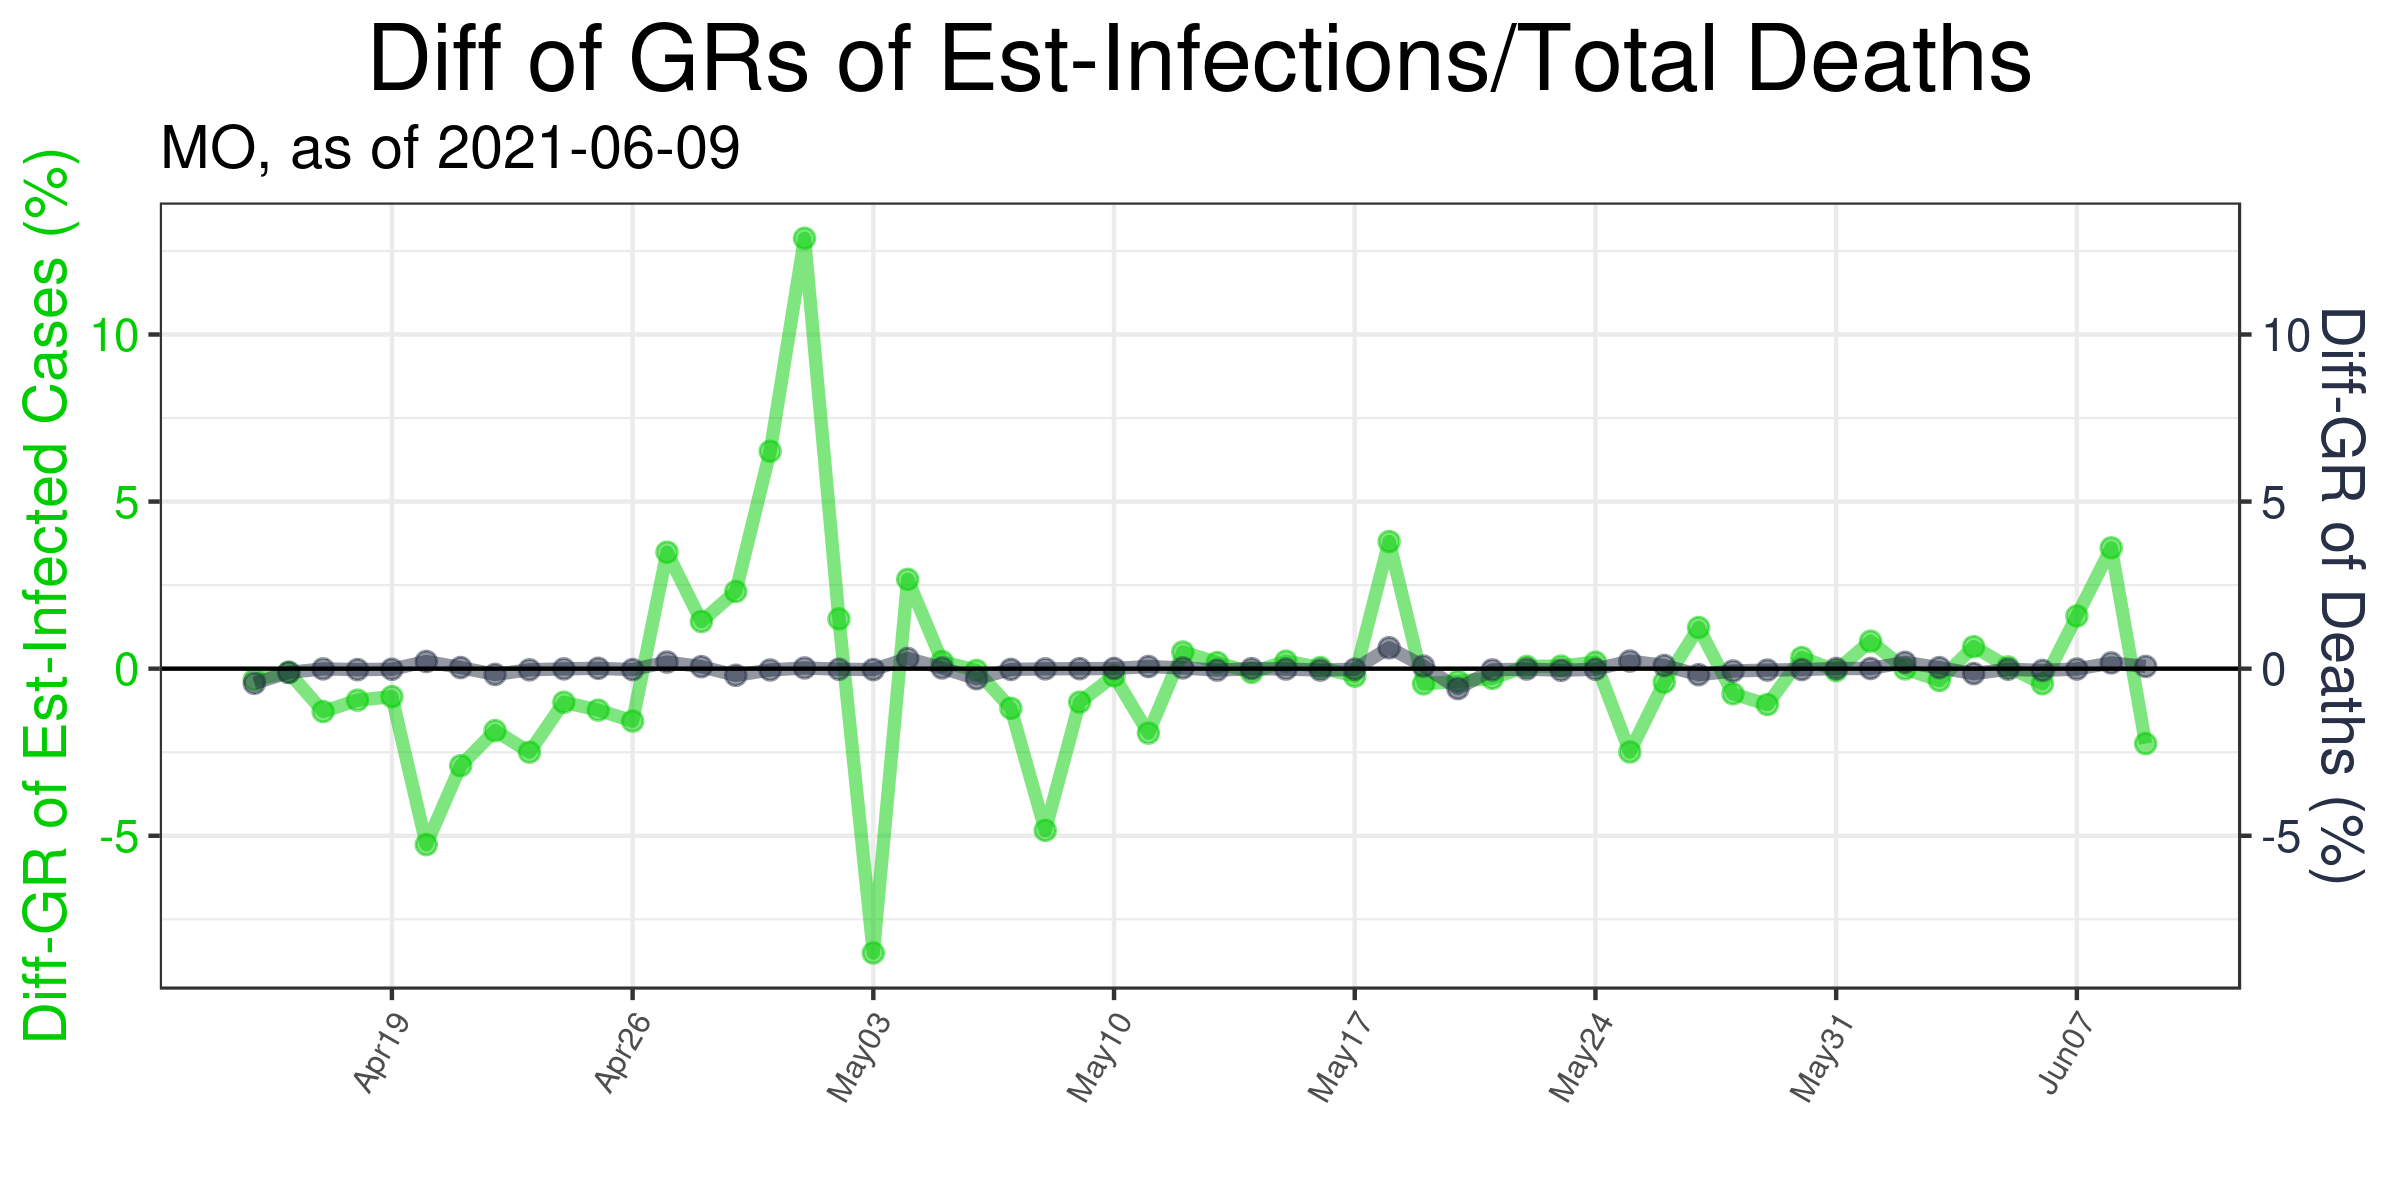 Diff of GRs of Est-Infections/Total Deaths
MO, as of 2021-06-09
Diff-GR of Est-Infected Cases (%)
10
5
0
-5
10
5
0
-5
Diff-GR of Deaths (%)
Apr19
Apr26
May03
May10
May17
May24
May31
Jun07